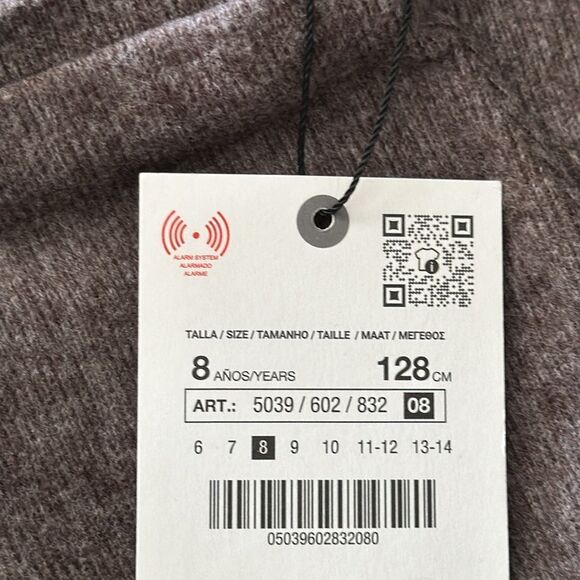 ALARM SYSTEM
ALARMADO
ALARME
TALLA / SIZE / TAMANHO / TAILLE / MAAT / ΜΕΓΕΘΟΣ
8 AÑOS/YEARS 128 CM
ART.: 5039 / 602 / 832 08
6 7 8 9 10 11-12 13-14
05039602832080